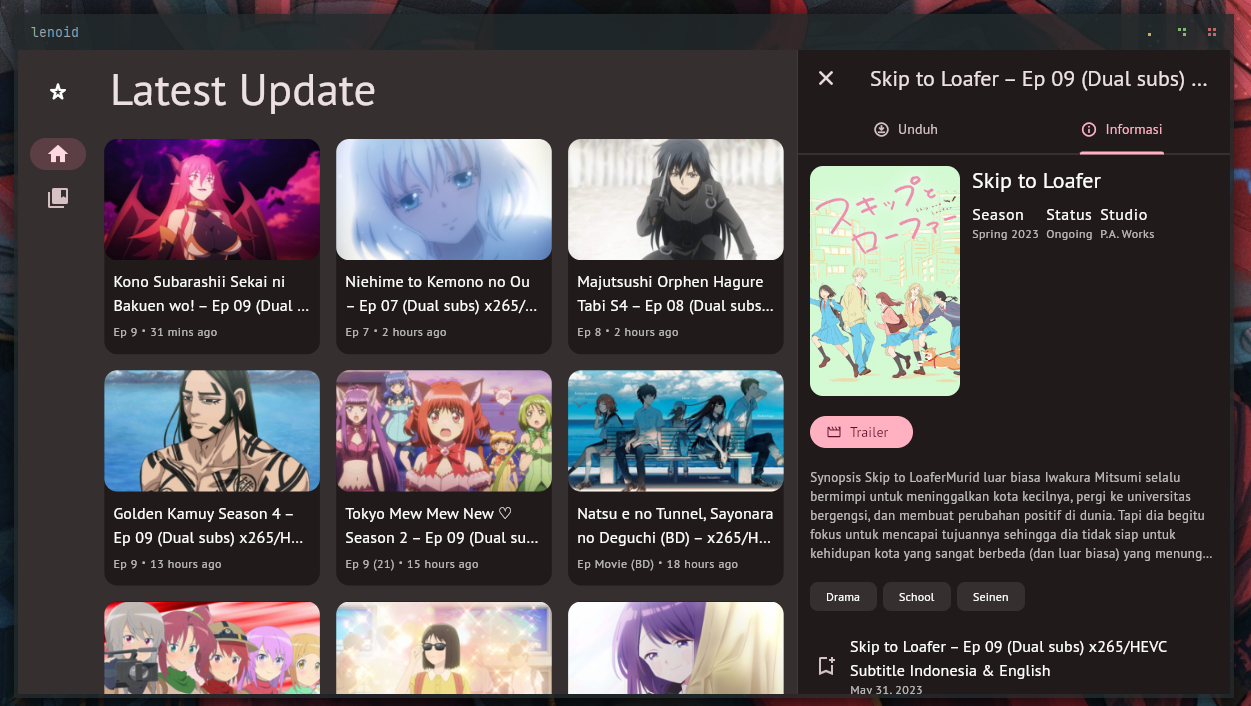 lenoid
Latest Update
Kono Subarashii Sekai ni
Bakuen wo! – Ep 09 (Dual ...
Ep 9 • 31 mins ago
Niehime to Kemono no Ou
– Ep 07 (Dual subs) x265/...
Ep 7 • 2 hours ago
Majutsushi Orphen Hagure
Tabi S4 – Ep 08 (Dual subs...
Ep 8 • 2 hours ago
Golden Kamuy Season 4 –
Ep 09 (Dual subs) x265/H...
Ep 9 • 13 hours ago
Tokyo Mew Mew New ♡
Season 2 – Ep 09 (Dual su...
Ep 9 (21) • 15 hours ago
Natsu e no Tunnel, Sayonara
no Deguchi (BD) – x265/H...
Ep Movie (BD) • 18 hours ago
Skip to Loafer – Ep 09 (Dual subs) ...
Unduh
Informasi
スキップと
ローファー
Skip to Loafer
Season Status Studio
Spring 2023 Ongoing P.A. Works
Trailer
Synopsis Skip to LoaferMurid luar biasa Iwakura Mitsumi selalu
bermimpi untuk meninggalkan kota kecilnya, pergi ke universitas
bergengsi, dan membuat perubahan positif di dunia. Tapi dia begitu
fokus untuk mencapai tujuannya sehingga dia tidak siap untuk
kehidupan kota yang sangat berbeda (dan luar biasa) yang menung...
Drama School Seinen
Skip to Loafer – Ep 09 (Dual subs) x265/HEVC
Subtitle Indonesia & English
May 31, 2023